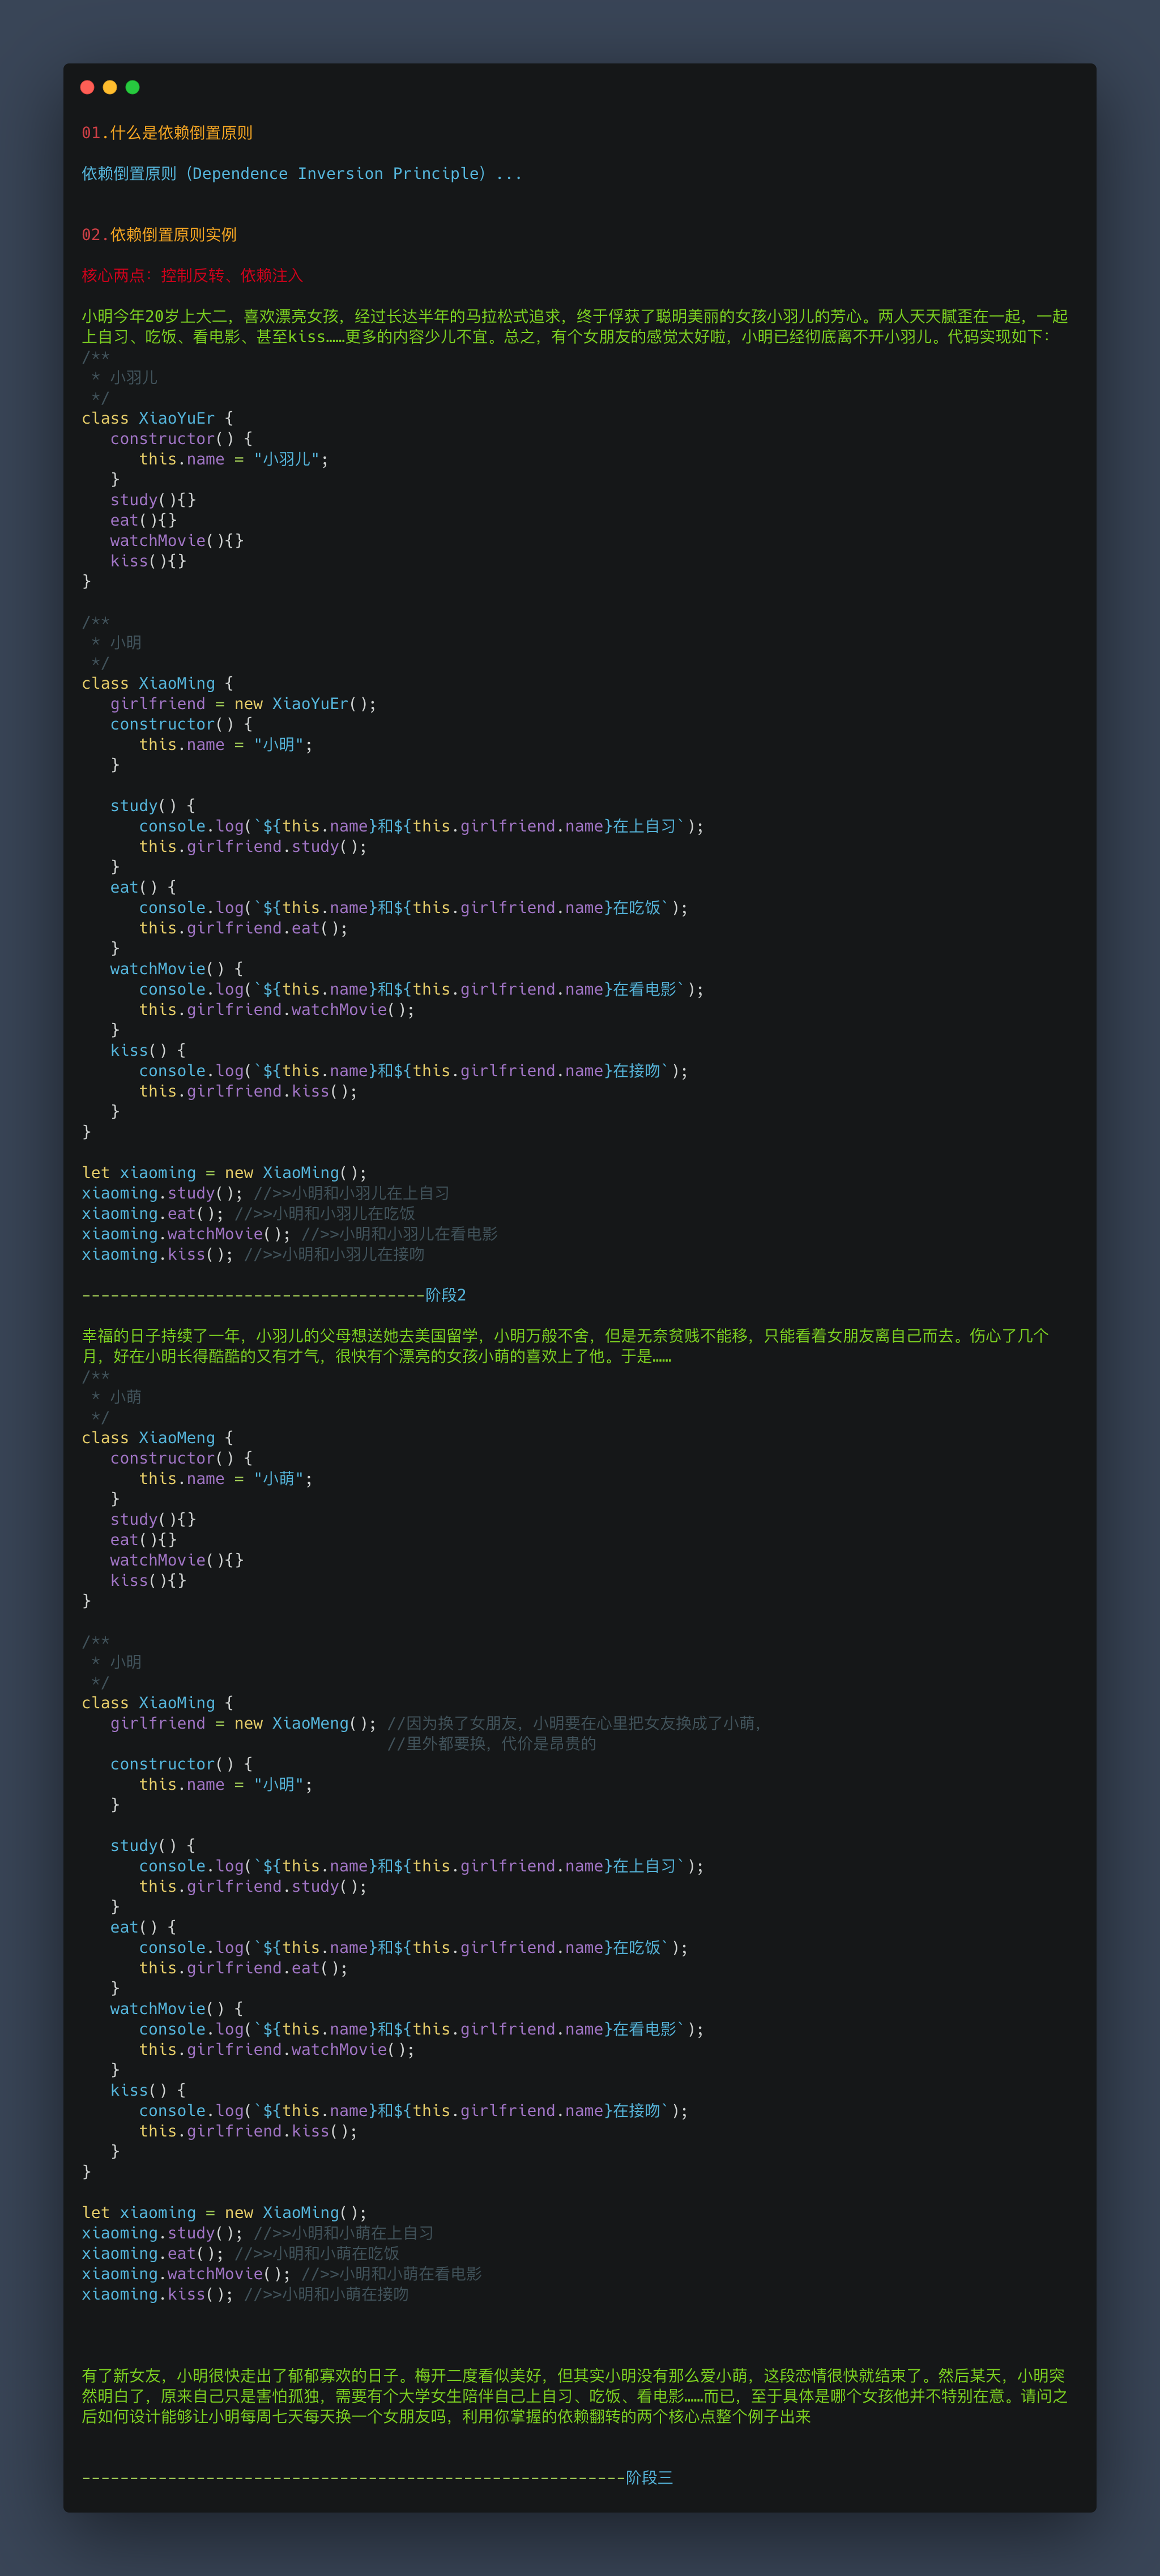 01.什么是依赖倒置原则
依赖倒置原则（Dependence Inversion Principle）...
02.依赖倒置原则实例
核心两点：控制反转、依赖注入
小明今年20岁上大二，喜欢漂亮女孩，经过长达半年的马拉松式追求，终于俘获了聪明美丽的女孩小羽儿的芳心。两人天天腻歪在一起，一起
上自习、吃饭、看电影、甚至kiss……更多的内容少儿不宜。总之，有个女朋友的感觉太好啦，小明已经彻底离不开小羽儿。代码实现如下：
/**
 * 小羽儿
 */
class XiaoYuEr {
   constructor() {
      this.name = "小羽儿";
   }
   study(){}
   eat(){}
   watchMovie(){}
   kiss(){}
}
/**
 * 小明
 */
class XiaoMing {
   girlfriend = new XiaoYuEr();
   constructor() {
      this.name = "小明";
   }
   study() {
      console.log(`${this.name}和${this.girlfriend.name}在上自习`);
      this.girlfriend.study();
   }
   eat() {
      console.log(`${this.name}和${this.girlfriend.name}在吃饭`);
      this.girlfriend.eat();
   }
   watchMovie() {
      console.log(`${this.name}和${this.girlfriend.name}在看电影`);
      this.girlfriend.watchMovie();
   }
   kiss() {
      console.log(`${this.name}和${this.girlfriend.name}在接吻`);
      this.girlfriend.kiss();
   }
}
let xiaoming = new XiaoMing();
xiaoming.study(); //>>小明和小羽儿在上自习
xiaoming.eat(); //>>小明和小羽儿在吃饭
xiaoming.watchMovie(); //>>小明和小羽儿在看电影
xiaoming.kiss(); //>>小明和小羽儿在接吻
------------------------------------阶段2
幸福的日子持续了一年，小羽儿的父母想送她去美国留学，小明万般不舍，但是无奈贫贱不能移，只能看着女朋友离自己而去。伤心了几个
月，好在小明长得酷酷的又有才气，很快有个漂亮的女孩小萌的喜欢上了他。于是……
/**
 * 小萌
 */
class XiaoMeng {
   constructor() {
      this.name = "小萌";
   }
   study(){}
   eat(){}
   watchMovie(){}
   kiss(){}
}
/**
 * 小明
 */
class XiaoMing {
   girlfriend = new XiaoMeng(); //因为换了女朋友，小明要在心里把女友换成了小萌，
                                //里外都要换，代价是昂贵的
   constructor() {
      this.name = "小明";
   }
   study() {
      console.log(`${this.name}和${this.girlfriend.name}在上自习`);
      this.girlfriend.study();
   }
   eat() {
      console.log(`${this.name}和${this.girlfriend.name}在吃饭`);
      this.girlfriend.eat();
   }
   watchMovie() {
      console.log(`${this.name}和${this.girlfriend.name}在看电影`);
      this.girlfriend.watchMovie();
   }
   kiss() {
      console.log(`${this.name}和${this.girlfriend.name}在接吻`);
      this.girlfriend.kiss();
   }
}
let xiaoming = new XiaoMing();
xiaoming.study(); //>>小明和小萌在上自习
xiaoming.eat(); //>>小明和小萌在吃饭
xiaoming.watchMovie(); //>>小明和小萌在看电影
xiaoming.kiss(); //>>小明和小萌在接吻
有了新女友，小明很快走出了郁郁寡欢的日子。梅开二度看似美好，但其实小明没有那么爱小萌，这段恋情很快就结束了。然后某天，小明突
然明白了，原来自己只是害怕孤独，需要有个大学女生陪伴自己上自习、吃饭、看电影……而已，至于具体是哪个女孩他并不特别在意。请问之
后如何设计能够让小明每周七天每天换一个女朋友吗，利用你掌握的依赖翻转的两个核心点整个例子出来
------------------------------------------------------------阶段三